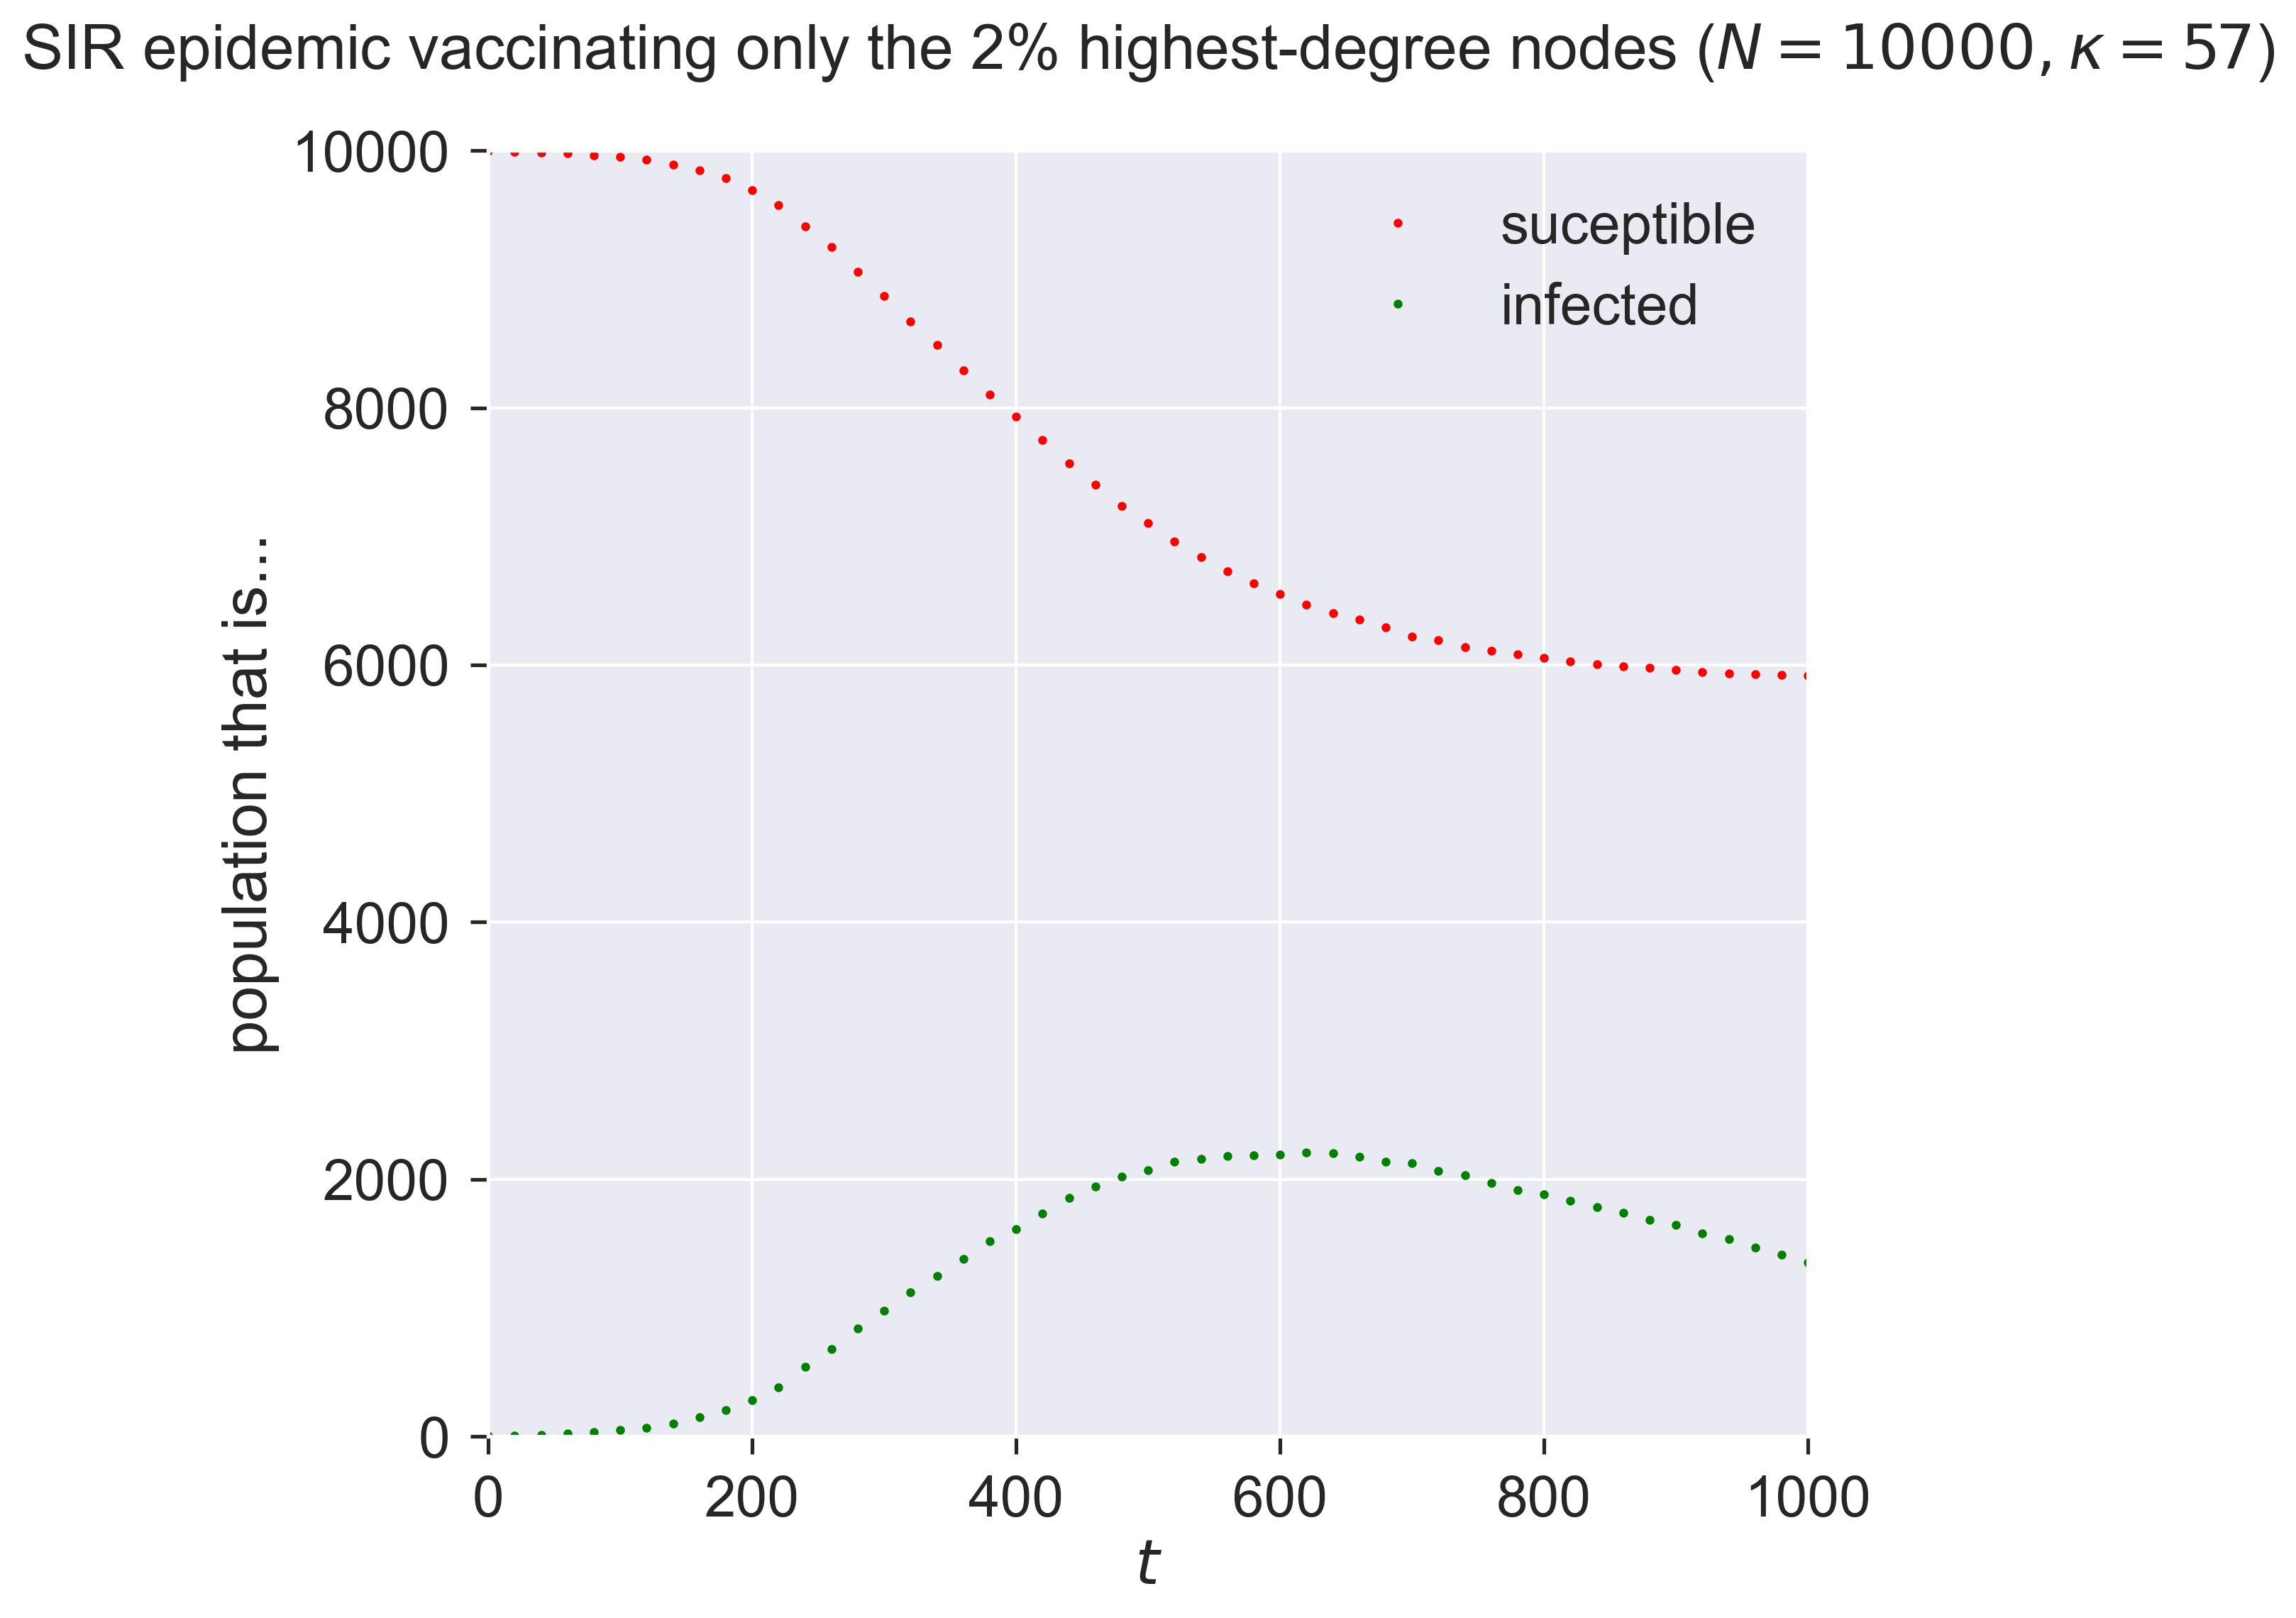 SIR epidemic vaccinating only the 2% highest-degree nodes (N = 10000, κ = 57)
10000
8000
6000
4000
2000
0
population that is...
suceptible
infected
0 200 400 600 800 1000
t